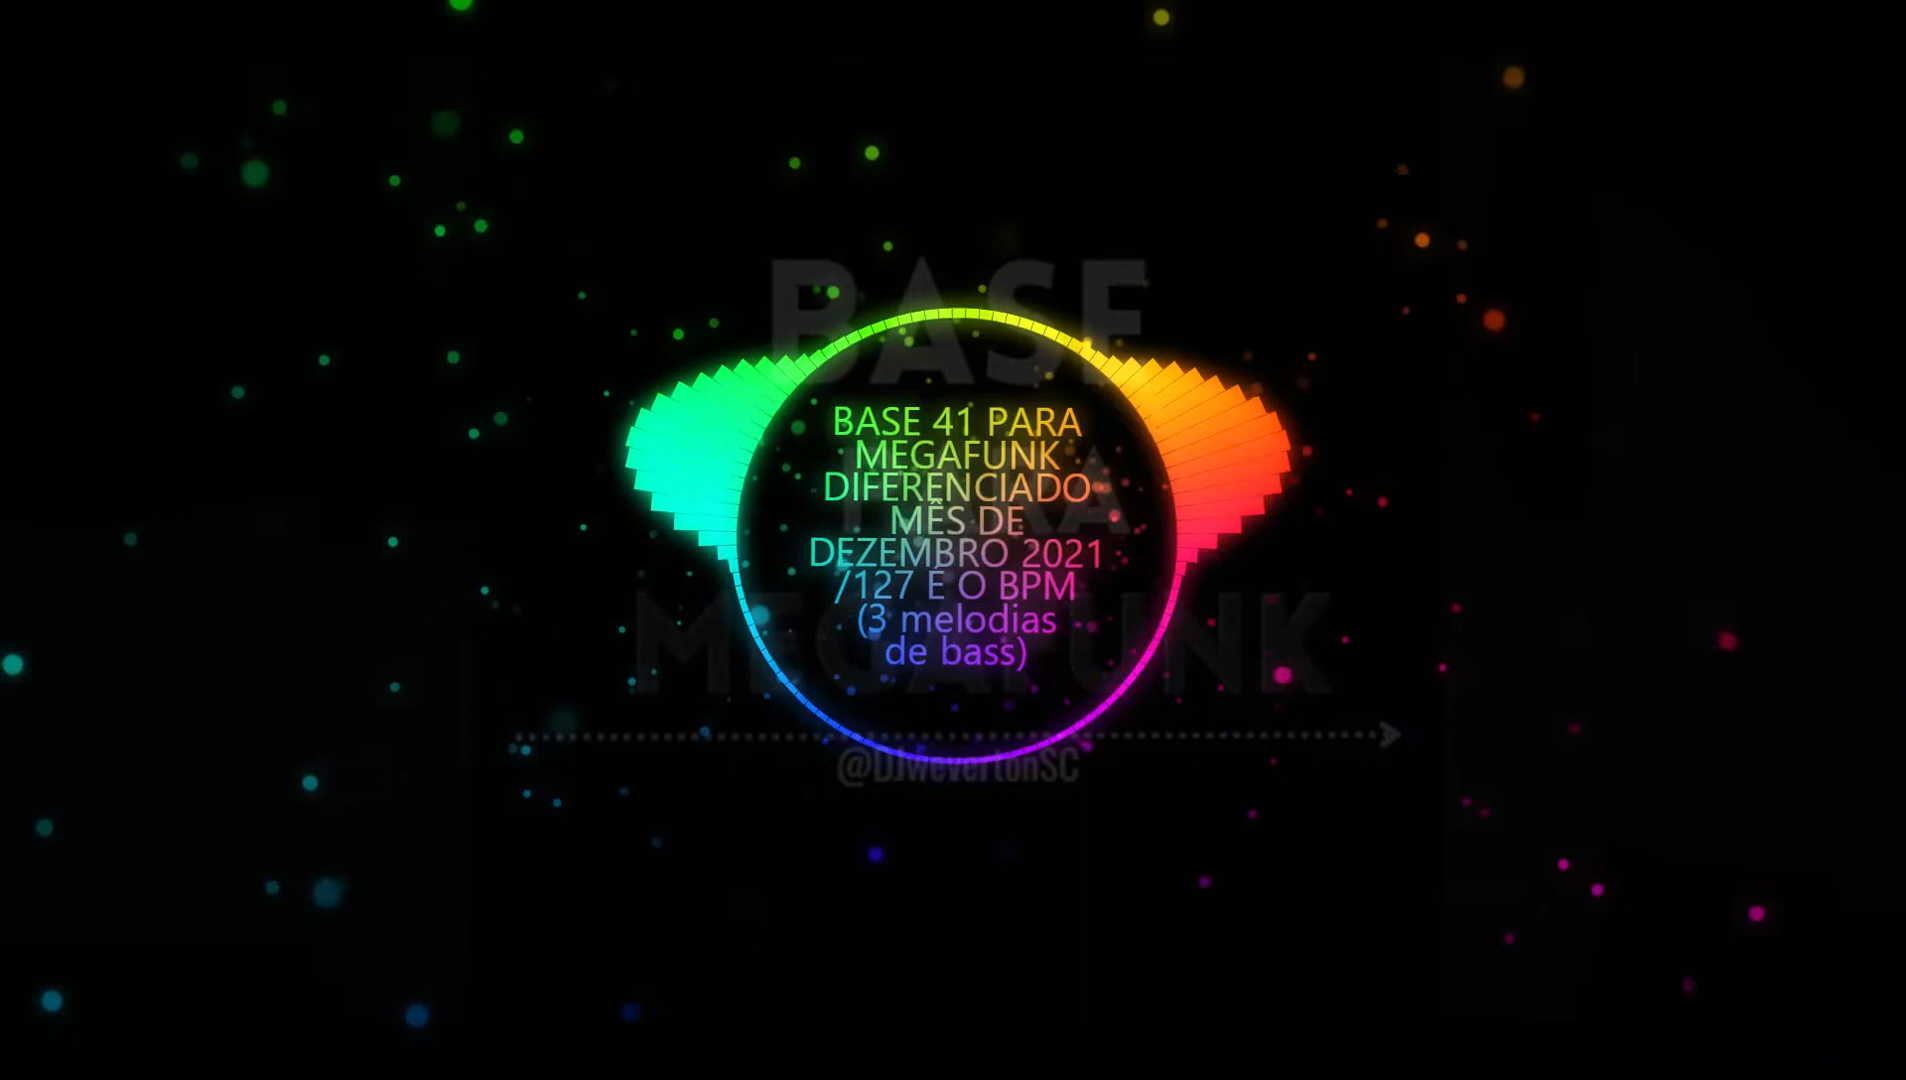 BASE
BASE 41 PARA
MEGAFUNK
DIFERENCIADO
MÊS DE
DEZEMBRO 2021
/127 É O BPM
(3 melodias
de bass)
PARA
MEGAFUNK
@DJwevertonSC